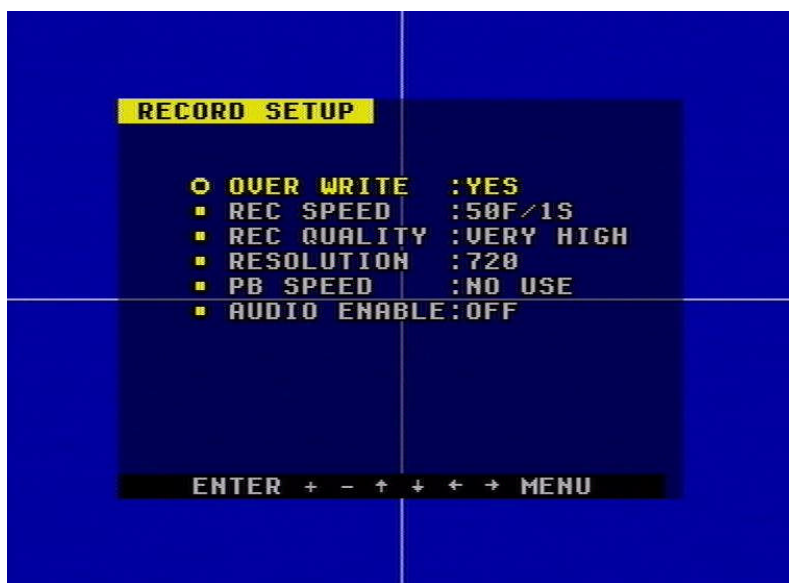 RECORD SETUP
OVER WRITE :YES
REC SPEED :50F/1S
REC QUALITY :VERY HIGH
RESOLUTION :720
PB SPEED :NO USE
AUDIO ENABLE:OFF
ENTER + - ↑ ↓ ← → MENU